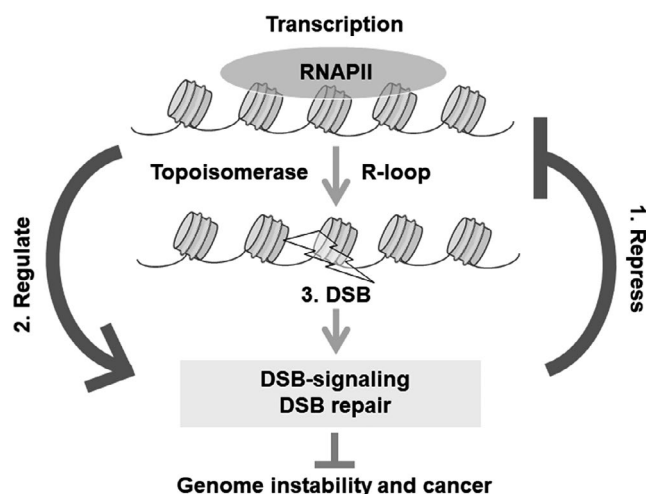 Transcription
RNAPII
Topoisomerase
R-loop
2. Regulate
1. Repress
3. DSB
DSB-signaling
DSB repair
Genome instability and cancer